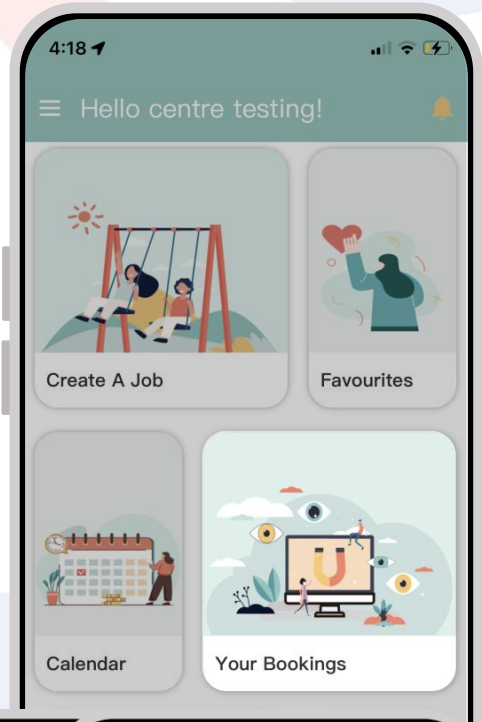 4:18
Hello centre testing!
Create A Job
Favourites
Calendar
Your Bookings